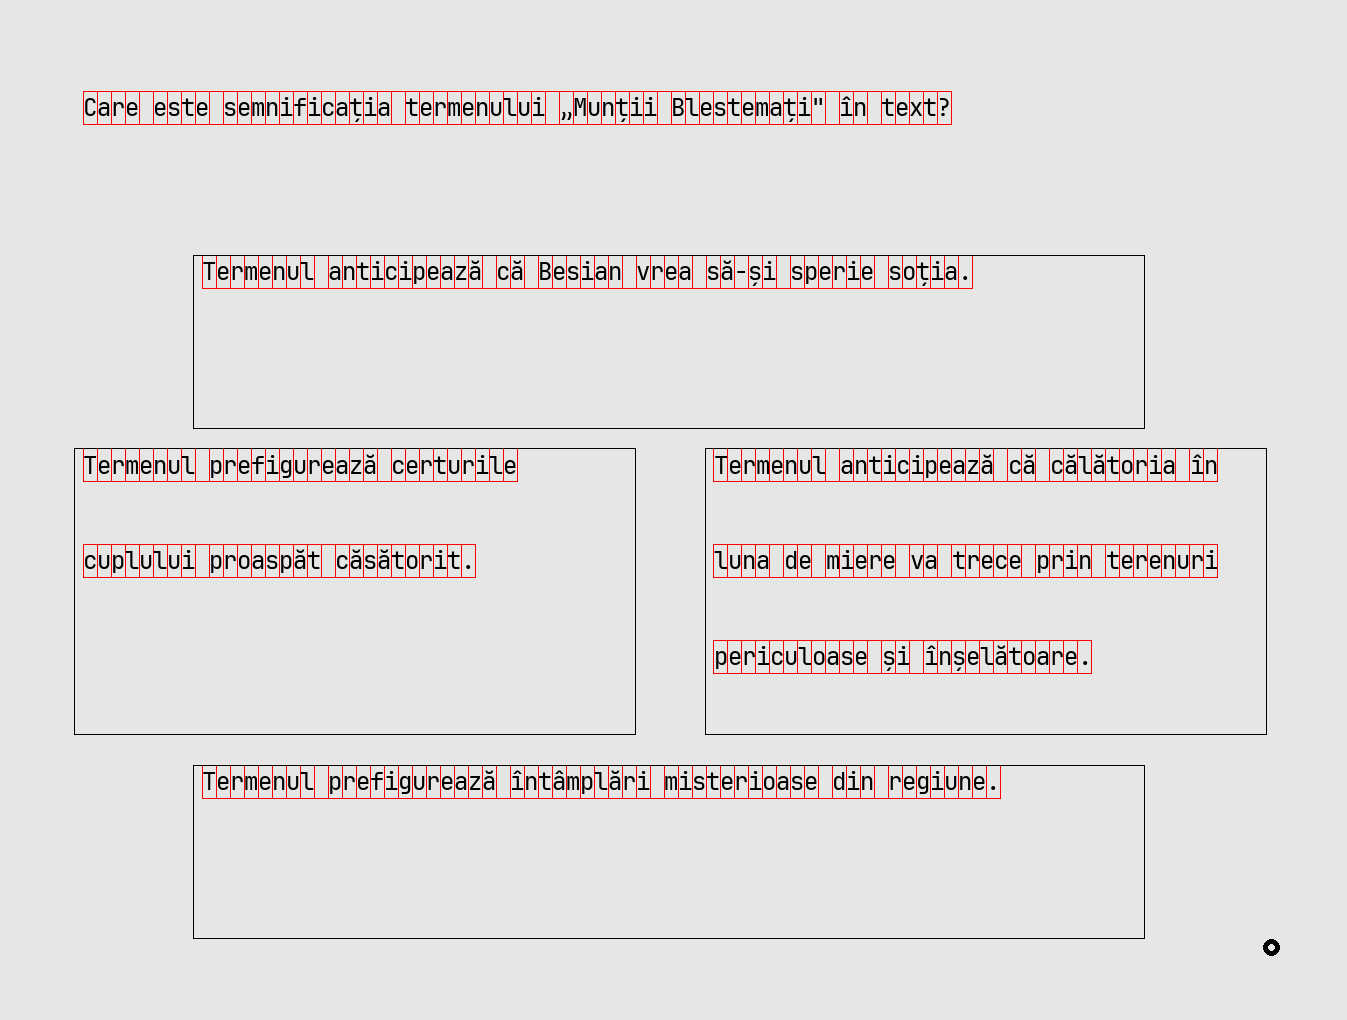 Care este semnificația termenului „Munții Blestemați" în text?
Termenul anticipează că Besian vrea să-și sperie soția.
Termenul prefigurează certurile
cuplului proaspăt căsătorit.
Termenul anticipează că călătoria în
luna de miere va trece prin terenuri
periculoase și înșelătoare.
Termenul prefigurează întâmplări misterioase din regiune.